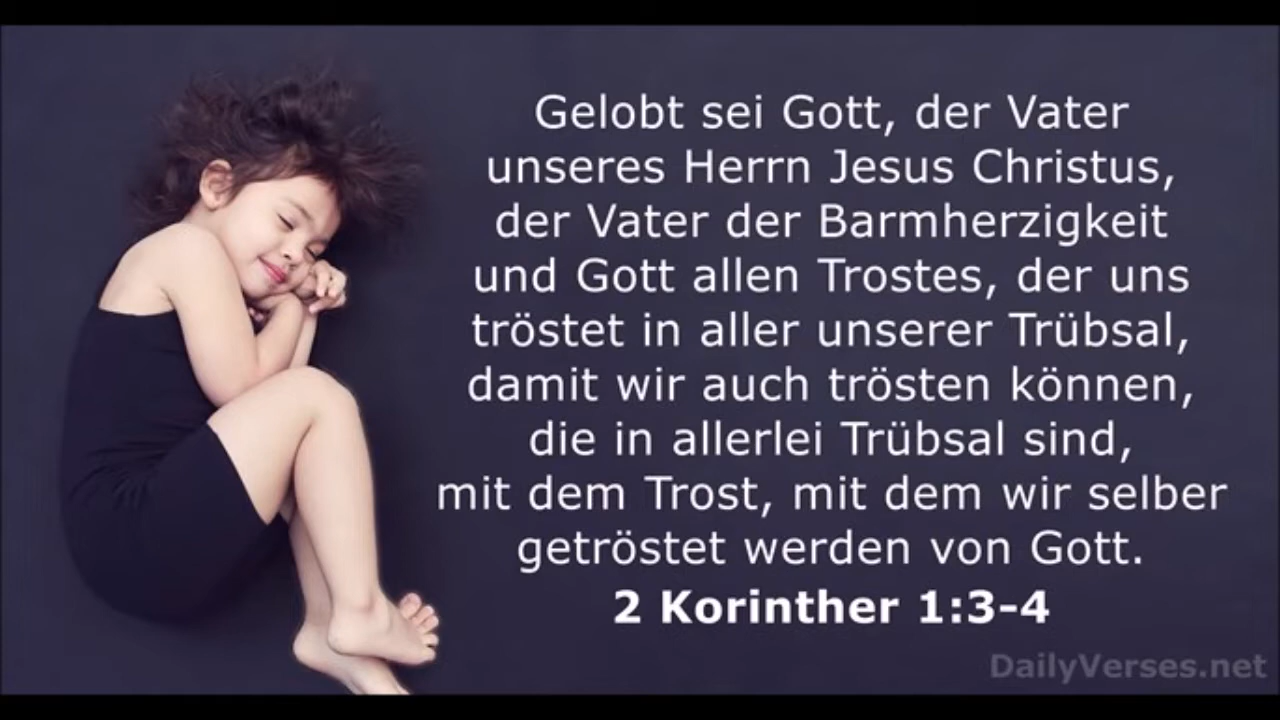 Gelobt sei Gott, der Vater
unseres Herrn Jesus Christus,
der Vater der Barmherzigkeit
und Gott allen Trostes, der uns
tröstet in aller unserer Trübsal,
damit wir auch trösten können,
die in allerlei Trübsal sind,
mit dem Trost, mit dem wir selber
getröstet werden von Gott.
2 Korinther 1:3-4
DailyVerses.net